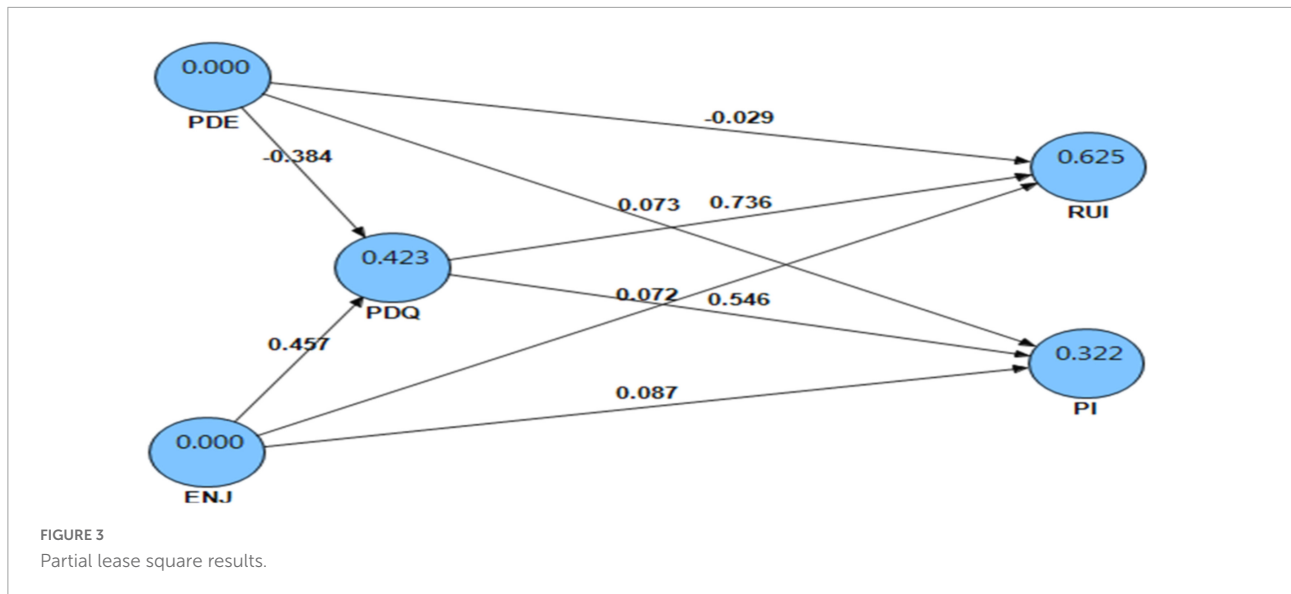 0.000
PDE
-0.029
0.625
RUI
-0.384
0.073
0.736
0.423
PDQ
0.072
0.546
0.457
0.322
PI
0.087
0.000
ENJ
FIGURE 3
Partial lease square results.